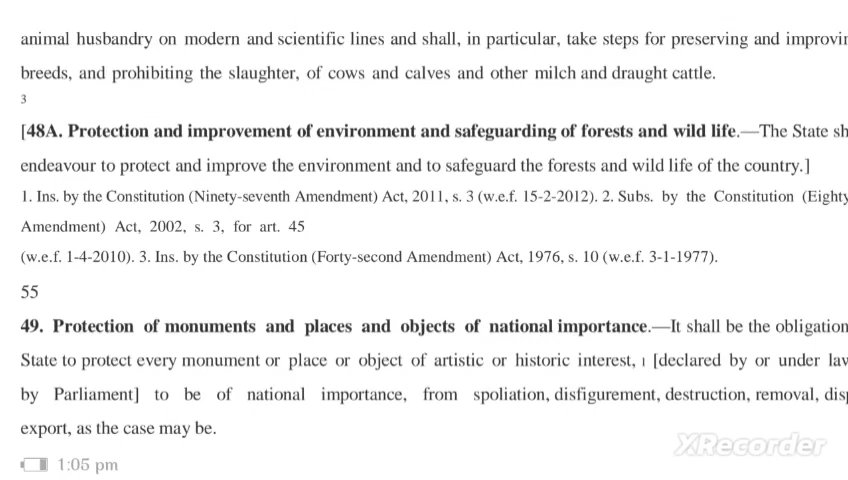 animal husbandry on modern and scientific lines and shall, in particular, take steps for preserving and improvin
breeds, and prohibiting the slaughter, of cows and calves and other milch and draught cattle.
3
[48A. Protection and improvement of environment and safeguarding of forests and wild life.—The State sh
endeavour to protect and improve the environment and to safeguard the forests and wild life of the country.]
1. Ins. by the Constitution (Ninety-seventh Amendment) Act, 2011, s. 3 (w.e.f. 15-2-2012). 2. Subs. by the Constitution (Eighty
Amendment) Act, 2002, s. 3, for art. 45
(w.e.f. 1-4-2010). 3. Ins. by the Constitution (Forty-second Amendment) Act, 1976, s. 10 (w.e.f. 3-1-1977).
55
49. Protection of monuments and places and objects of national importance.—It shall be the obligation
State to protect every monument or place or object of artistic or historic interest, 1 [declared by or under law
by Parliament] to be of national importance, from spoliation, disfigurement, destruction, removal, disp
export, as the case may be.
XRecorder
1:05 pm